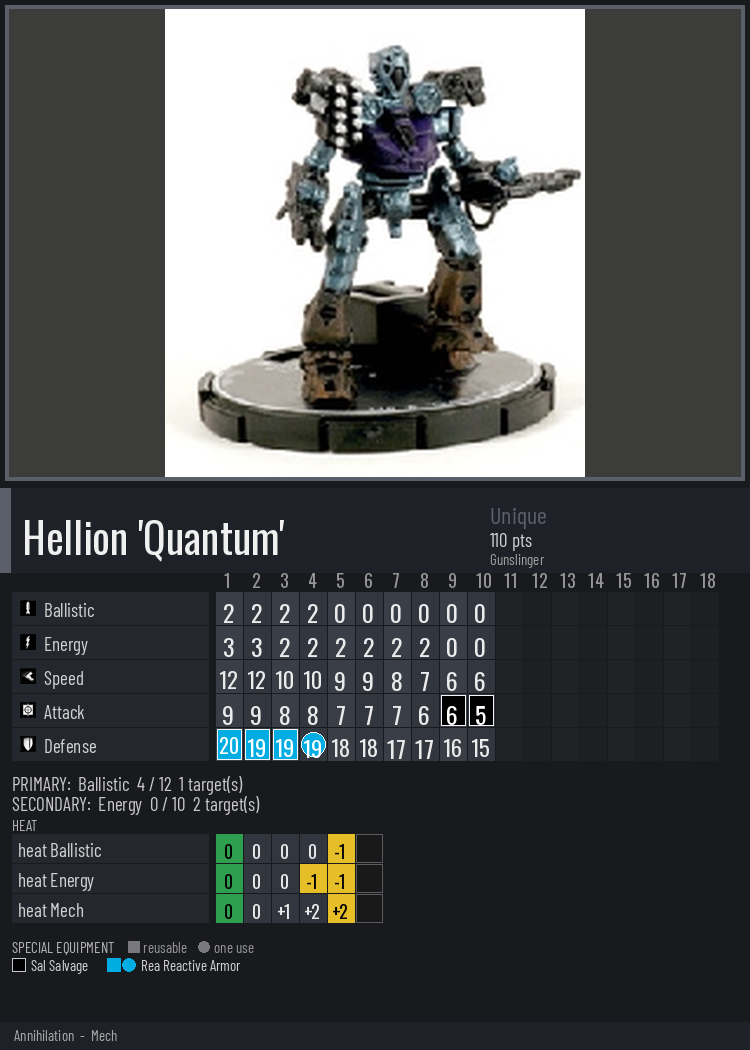 Hellion 'Quantum'
Unique
110 pts
Gunslinger
1 2 3 4 5 6 7 8 9 10 11 12 13 14 15 16 17 18
Ballistic 2 2 2 2 0 0 0 0 0 0
Energy 3 3 2 2 2 2 2 2 0 0
Speed 12 12 10 10 9 9 8 7 6 6
Attack 9 9 8 8 7 7 7 6 6 5
Defense 20 19 19 19 18 18 17 17 16 15
PRIMARY: Ballistic 4 / 12 1 target(s)
SECONDARY: Energy 0 / 10 2 target(s)
HEAT
heat Ballistic 0 0 0 0 -1
heat Energy 0 0 0 -1 -1
heat Mech 0 0 +1 +2 +2
SPECIAL EQUIPMENT reusable one use
Sal Salvage Rea Reactive Armor
Annihilation - Mech